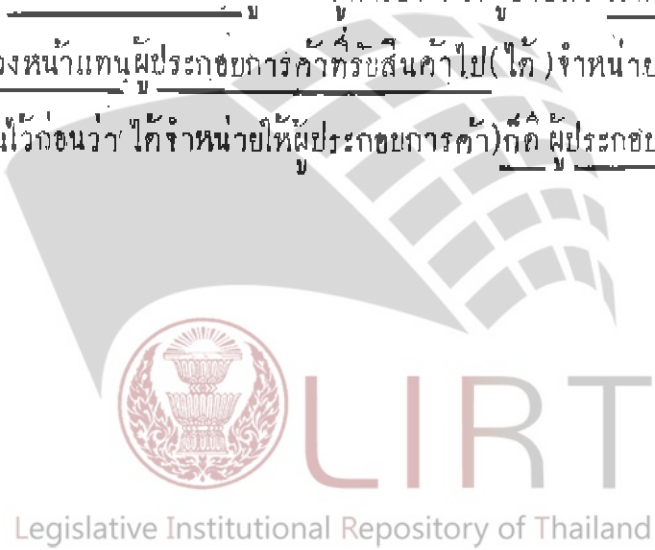 วงหน้าแทนผู้ประกอบการค้าที่รับสินค้าไป(ได้)จำหน่าย
นไว้ก่อนว่า ได้จำหน่ายให้ผู้ประกอบการค้า)ก็ดี ผู้ประกอบ
LIRT
Legislative Institutional Repository of Thailand